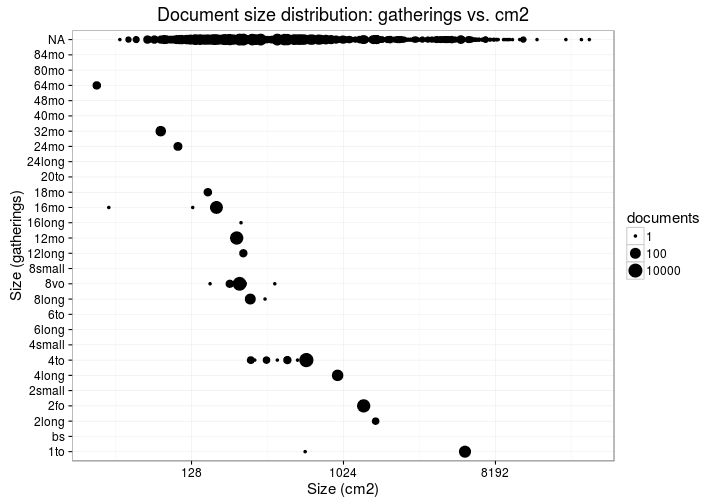 Document size distribution: gatherings vs. cm2
NA
84mo
80mo
64mo
48mo
40mo
32mo
24mo
24long
20to
18mo
16mo
16long
12mo
12long
8small
8vo
8long
6to
6long
4small
4to
4long
2small
2fo
2long
bs
1to
Size (gatherings)
128
1024
8192
Size (cm2)
documents
1
100
10000